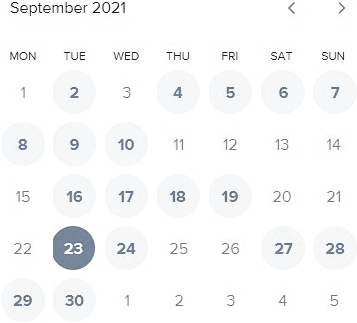 September 2021
MON TUE WED THU FRI SAT SUN
1 2 3 4 5 6 7
8 9 10 11 12 13 14
15 16 17 18 19 20 21
22 23 24 25 26 27 28
29 30 1 2 3 4 5